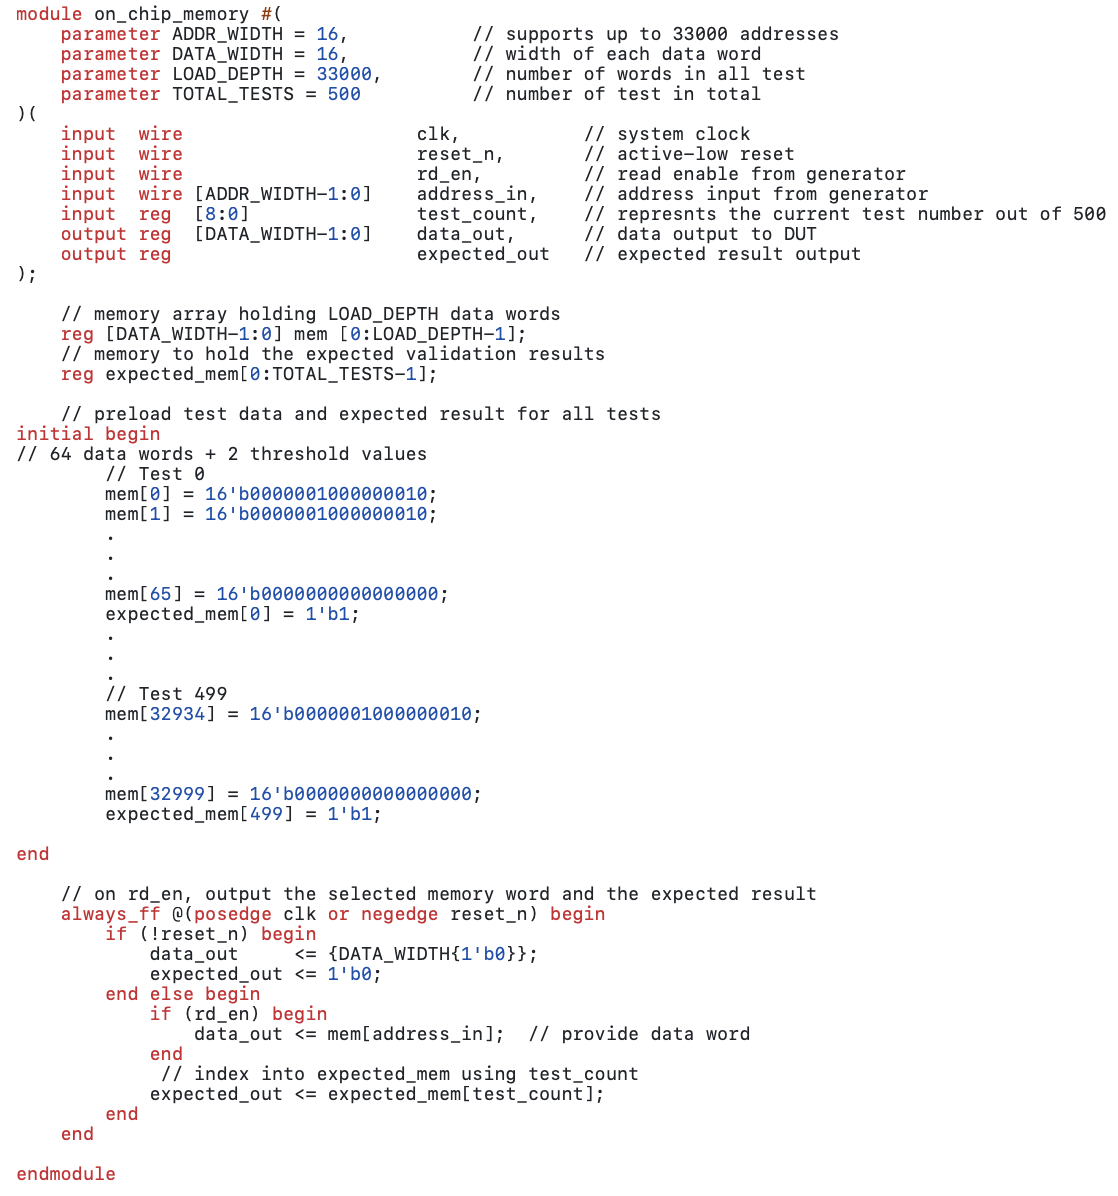 module on_chip_memory #(
    parameter ADDR_WIDTH = 16,           // supports up to 33000 addresses
    parameter DATA_WIDTH = 16,           // width of each data word
    parameter LOAD_DEPTH = 33000,        // number of words in all test
    parameter TOTAL_TESTS = 500          // number of test in total
)(
    input  wire                     clk,           // system clock
    input  wire                     reset_n,       // active-low reset
    input  wire                     rd_en,         // read enable from generator
    input  wire [ADDR_WIDTH-1:0]    address_in,    // address input from generator
    input  reg  [8:0]               test_count,    // represnts the current test number out of 500
    output reg  [DATA_WIDTH-1:0]    data_out,      // data output to DUT
    output reg                      expected_out   // expected result output
);
    // memory array holding LOAD_DEPTH data words
    reg [DATA_WIDTH-1:0] mem [0:LOAD_DEPTH-1];
    // memory to hold the expected validation results
    reg expected_mem[0:TOTAL_TESTS-1];
    // preload test data and expected result for all tests
initial begin
// 64 data words + 2 threshold values
        // Test 0
        mem[0] = 16'b0000001000000010;
        mem[1] = 16'b0000001000000010;
        .
        .
        .
        mem[65] = 16'b0000000000000000;
        expected_mem[0] = 1'b1;
        .
        .
        .
        // Test 499
        mem[32934] = 16'b0000001000000010;
        .
        .
        .
        mem[32999] = 16'b0000000000000000;
        expected_mem[499] = 1'b1;
end
    // on rd_en, output the selected memory word and the expected result
    always_ff @(posedge clk or negedge reset_n) begin
        if (!reset_n) begin
            data_out     <= {DATA_WIDTH{1'b0}};
            expected_out <= 1'b0;
        end else begin
            if (rd_en) begin
                data_out <= mem[address_in];  // provide data word
            end
             // index into expected_mem using test_count
            expected_out <= expected_mem[test_count];
        end
    end
endmodule